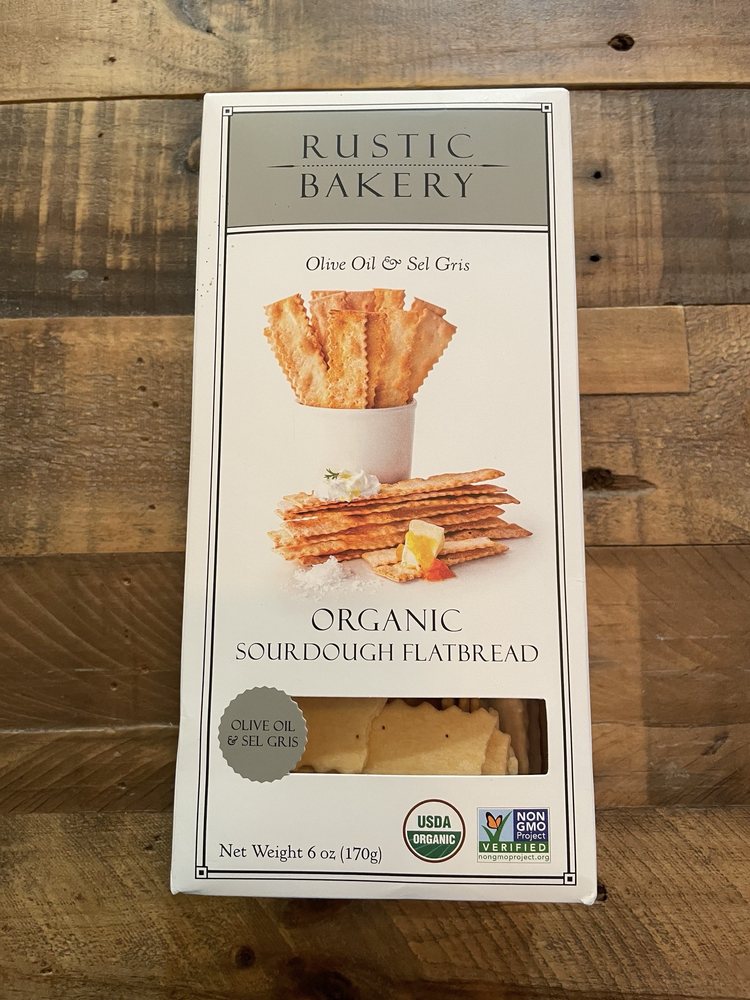 RUSTIC
BAKERY
Olive Oil & Sel Gris
ORGANIC
SOURDOUGH FLATBREAD
OLIVE OIL
& SEL GRIS
USDA
ORGANIC
NON
GMO
Project
VERIFIED
nongmoproject.org
Net Weight 6 oz (170g)